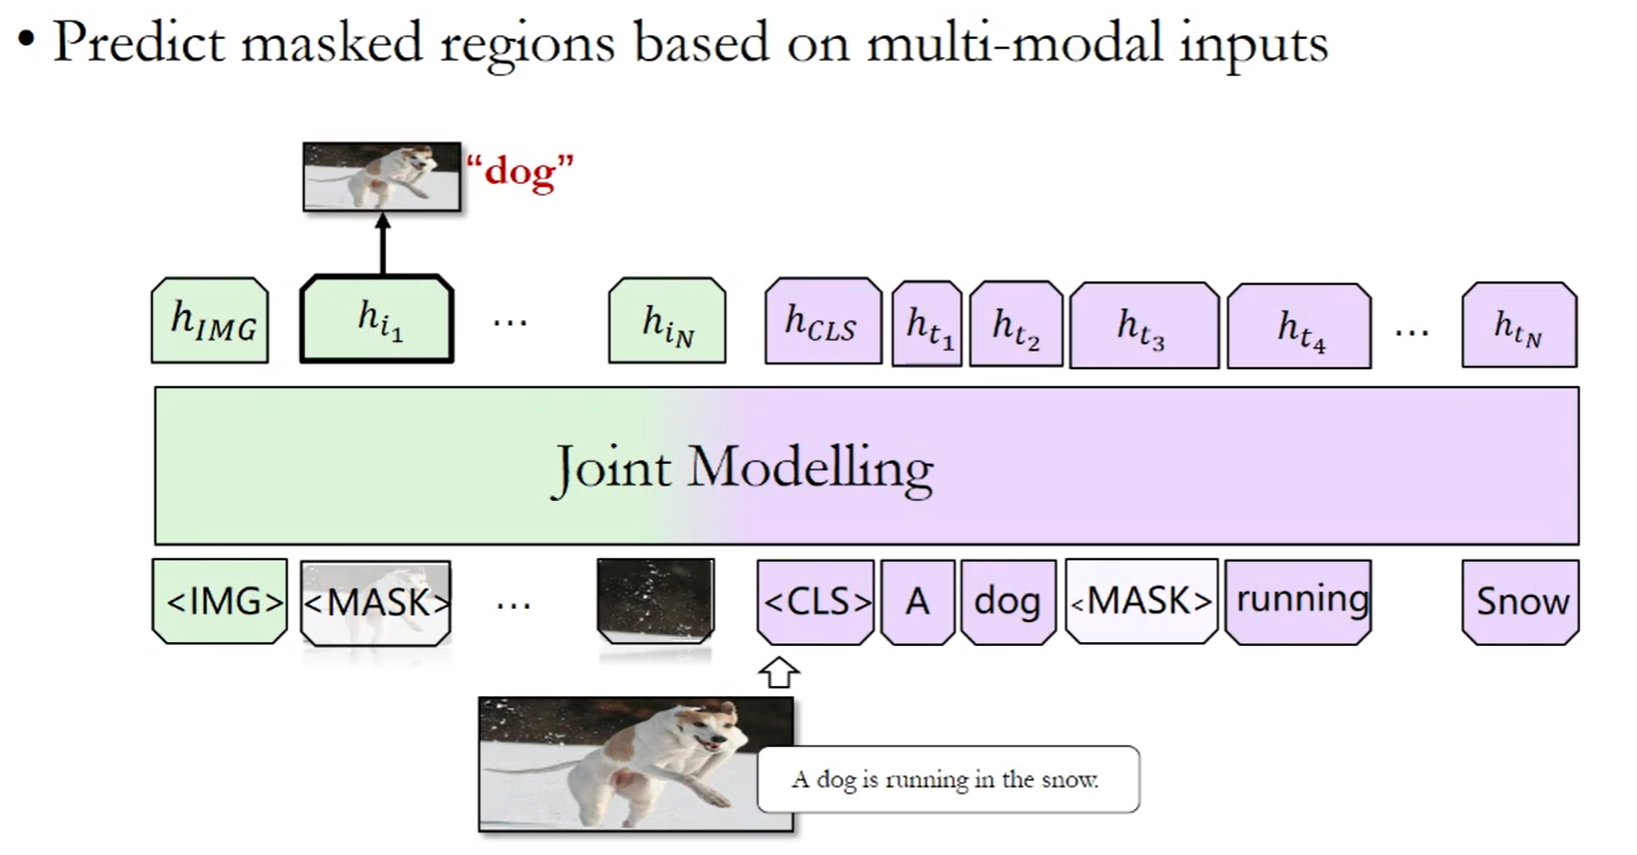 • Predict masked regions based on multi-modal inputs
“dog”
h_{IMG} h_{i_1} ... h_{i_N} h_{CLS} h_{t_1} h_{t_2} h_{t_3} h_{t_4} ... h_{t_N}
Joint Modelling
<IMG> <MASK> ... <CLS> A dog <MASK> running Snow
A dog is running in the snow.